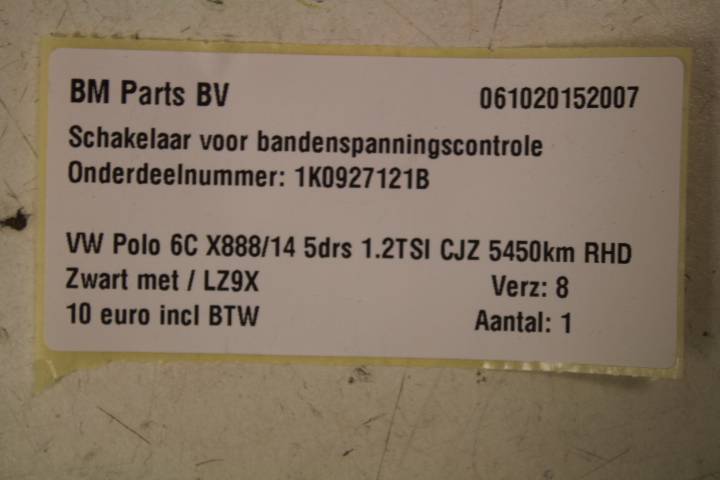 BM Parts BV 061020152007
Schakelaar voor bandenspanningscontrole
Onderdeelnummer: 1K0927121B
VW Polo 6C X888/14 5drs 1.2TSI CJZ 5450km RHD
Zwart met / LZ9X Verz: 8
10 euro incl BTW Aantal: 1